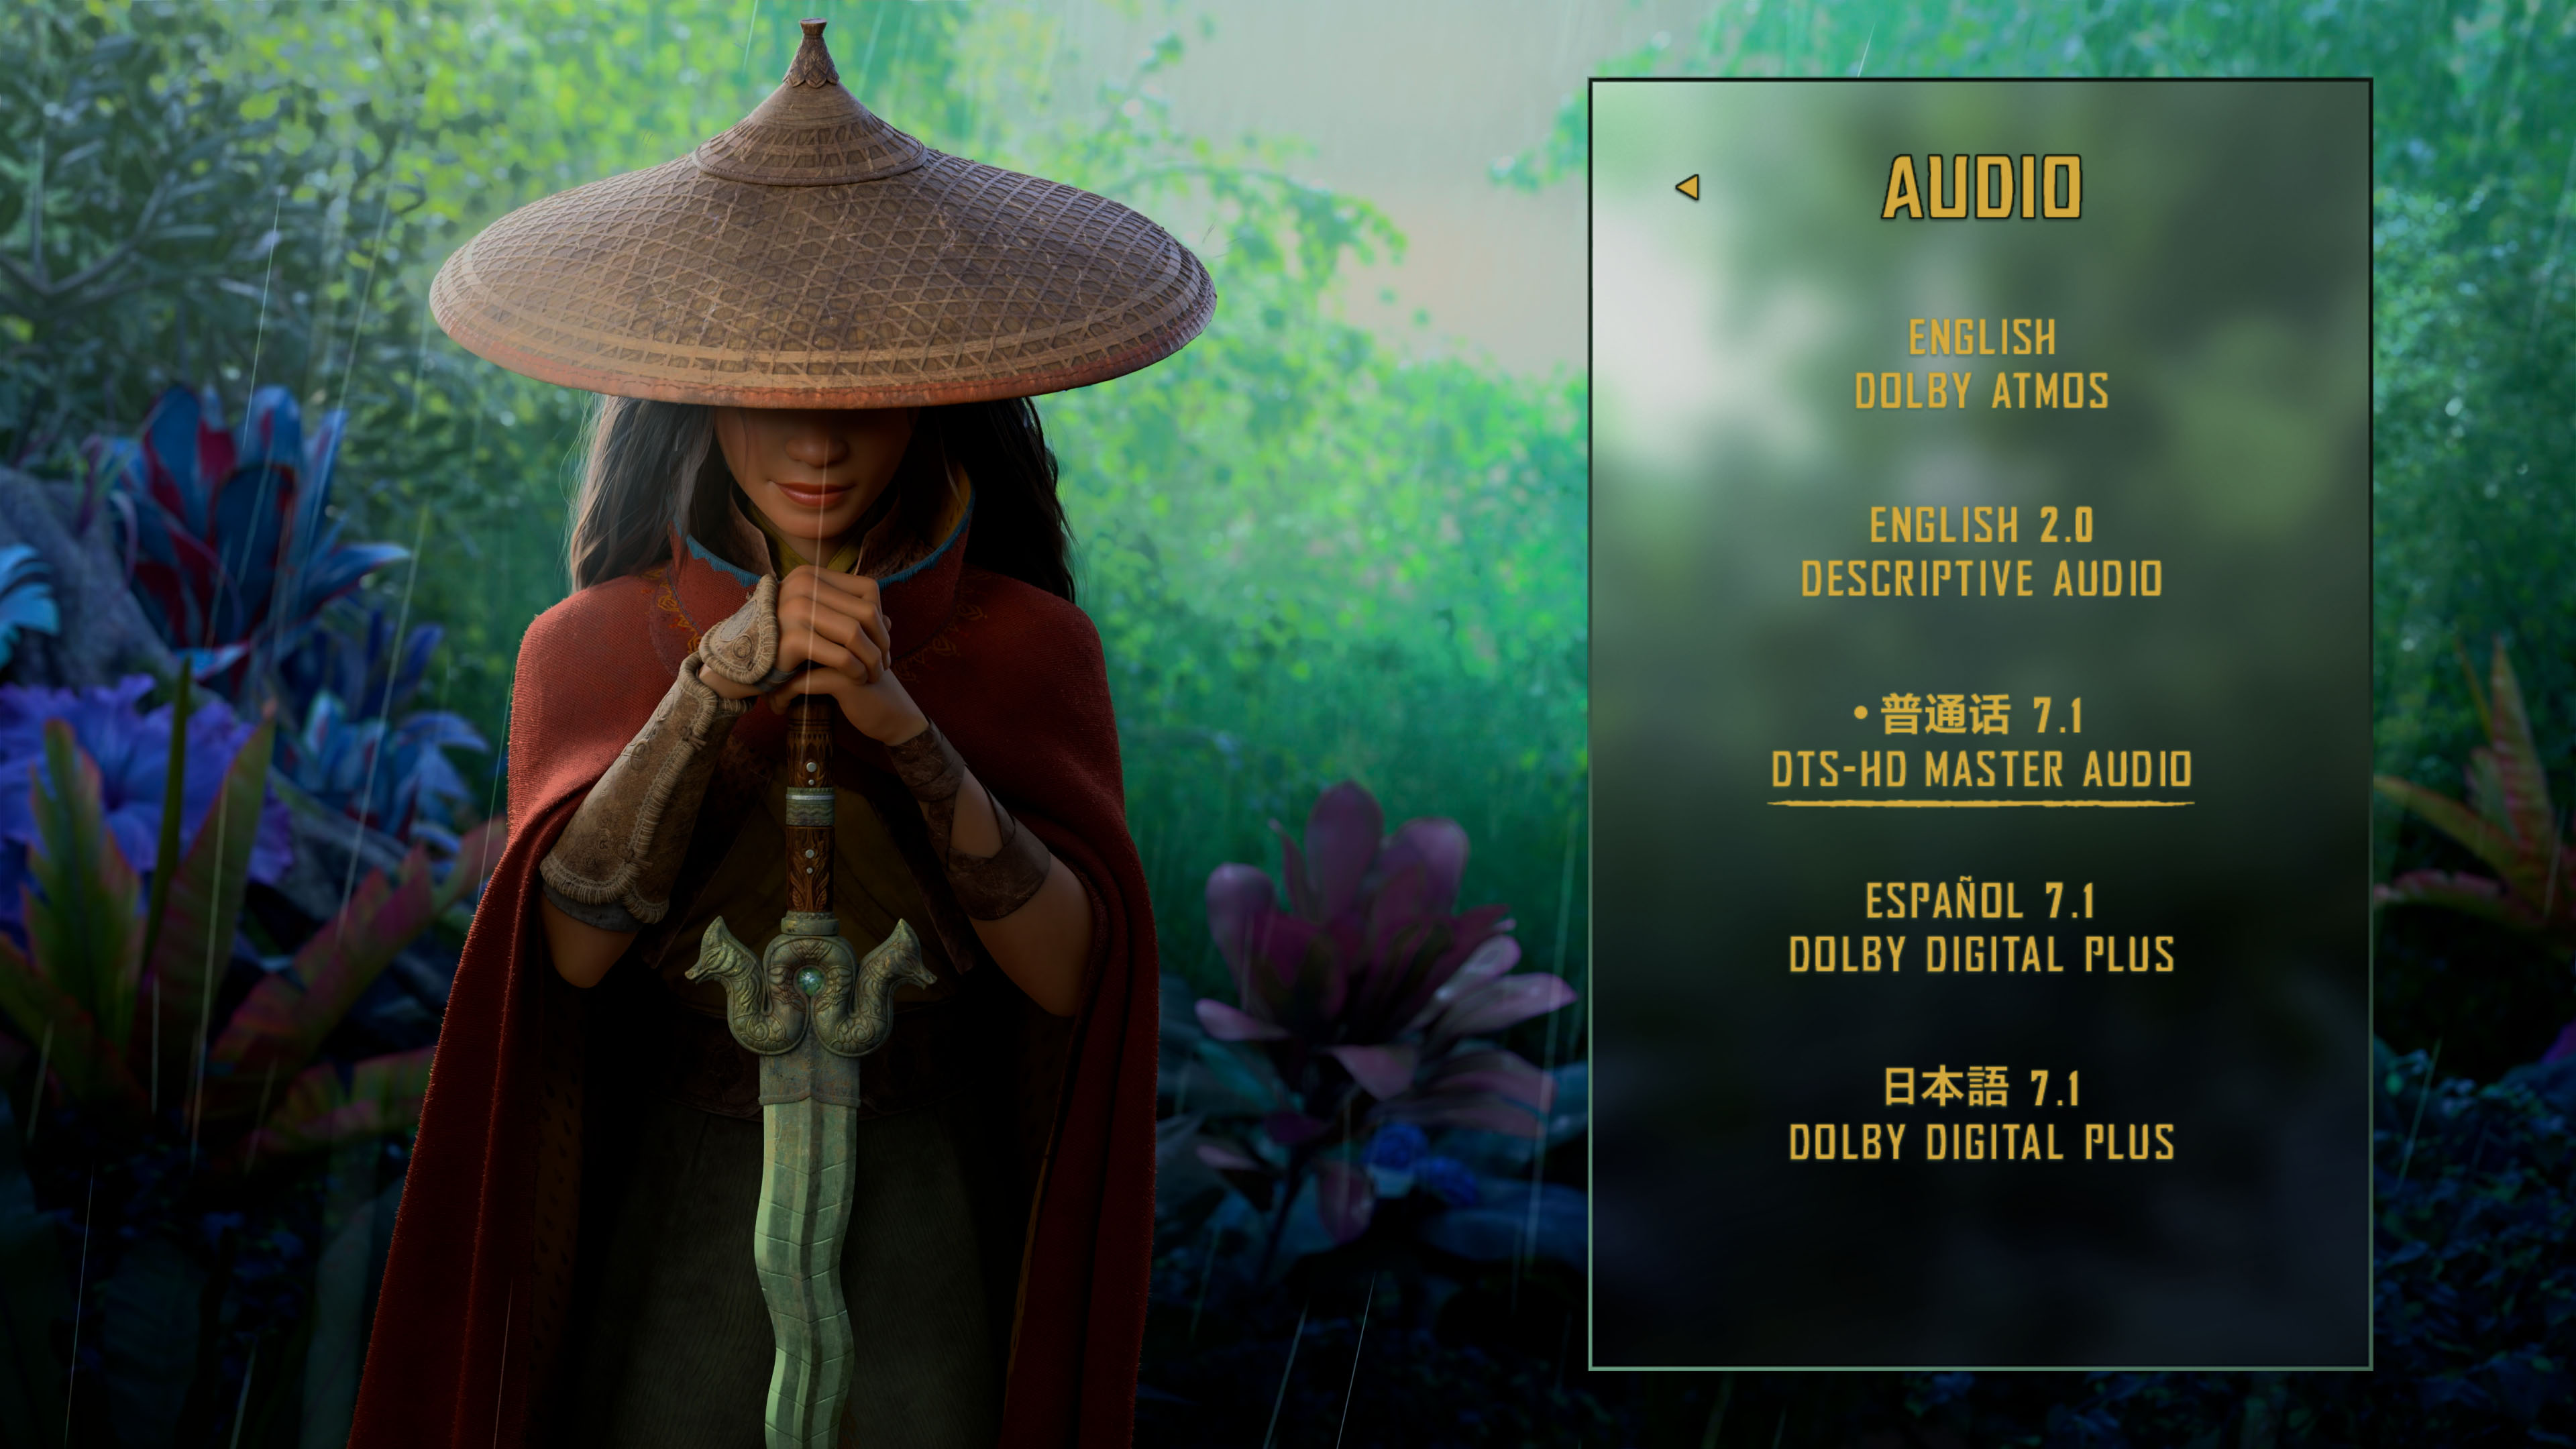 AUDIO
ENGLISH
DOLBY ATMOS
ENGLISH 2.0
DESCRIPTIVE AUDIO
• 普通话 7.1
DTS-HD MASTER AUDIO
ESPAÑOL 7.1
DOLBY DIGITAL PLUS
日本語 7.1
DOLBY DIGITAL PLUS